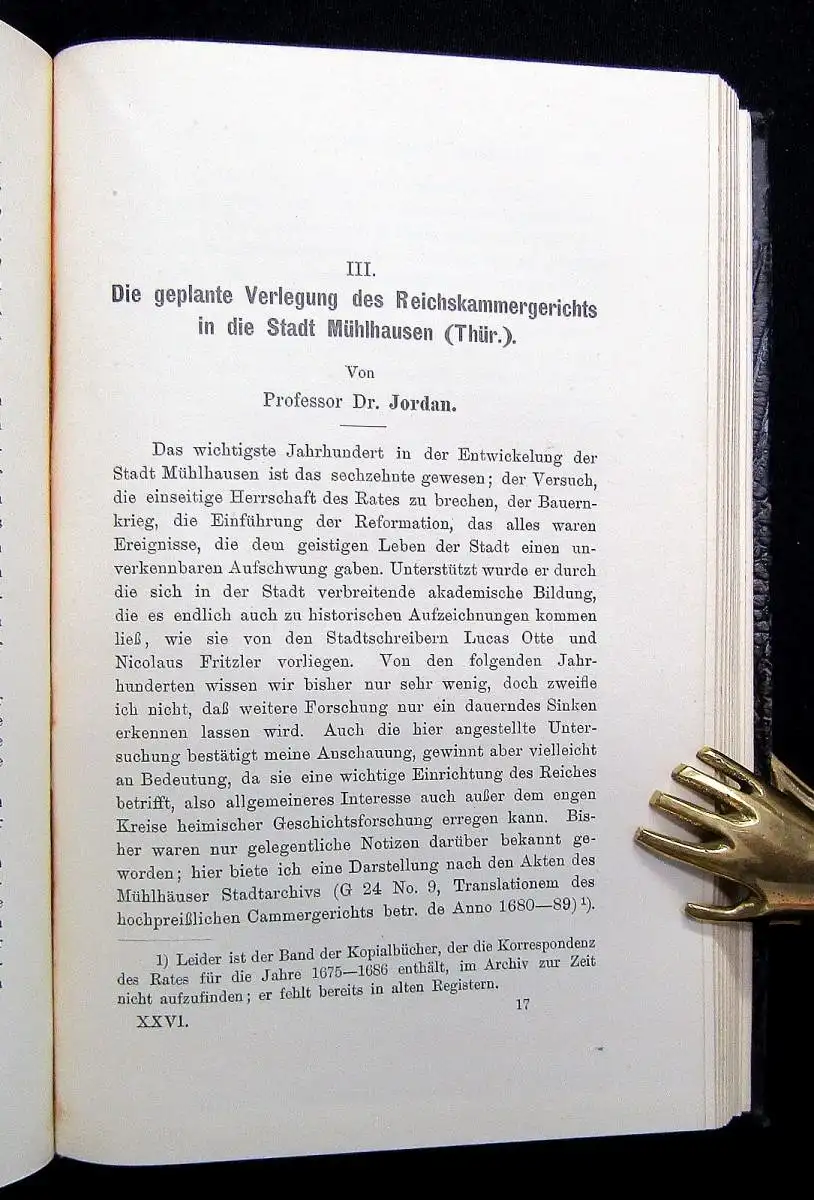 III.
Die geplante Verlegung des Reichskammergerichts
in die Stadt Mühlhausen (Thür.).
Von
Professor Dr. Jordan.
Das wichtigste Jahrhundert in der Entwickelung der
Stadt Mühlhausen ist das sechzehnte gewesen; der Versuch,
die einseitige Herrschaft des Rates zu brechen, der Bauern-
krieg, die Einführung der Reformation, das alles waren
Ereignisse, die dem geistigen Leben der Stadt einen un-
verkennbaren Aufschwung gaben. Unterstützt wurde er durch
die sich in der Stadt verbreitende akademische Bildung,
die es endlich auch zu historischen Aufzeichnungen kommen
ließ, wie sie von den Stadtschreibern Lucas Otte und
Nicolaus Fritzler vorliegen. Von den folgenden Jahr-
hunderten wissen wir bisher nur sehr wenig, doch zweifle
ich nicht, daß weitere Forschung nur ein dauerndes Sinken
erkennen lassen wird. Auch die hier angestellte Unter-
suchung bestätigt meine Anschauung, gewinnt aber vielleicht
an Bedeutung, da sie eine wichtige Einrichtung des Reiches
betrifft, also allgemeineres Interesse auch außer dem engen
Kreise heimischer Geschichtsforschung erregen kann. Bis-
her waren nur gelegentliche Notizen darüber bekannt ge-
worden; hier biete ich eine Darstellung nach den Akten des
Mühlhäuser Stadtarchivs (G 24 No. 9, Translationem des
hochpreißlichen Cammergerichts betr. de Anno 1680—89)¹).
1) Leider ist der Band der Kopialbücher, der die Korrespondenz
des Rates für die Jahre 1675—1686 enthält, im Archiv zur Zeit
nicht aufzufinden; er fehlt bereits in alten Registern.
XXVI. 17